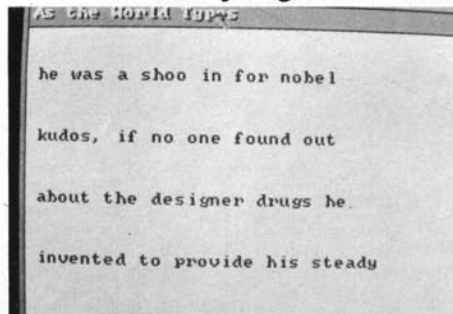 As the World Types
he was a shoo in for nobel
kudos, if no one found out
about the designer drugs he
invented to provide his steady